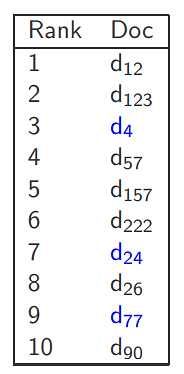 Rank Doc
1 d₁₂
2 d₁₂₃
3 d₄
4 d₅₇
5 d₁₅₇
6 d₂₂₂
7 d₂₄
8 d₂₆
9 d₇₇
10 d₉₀